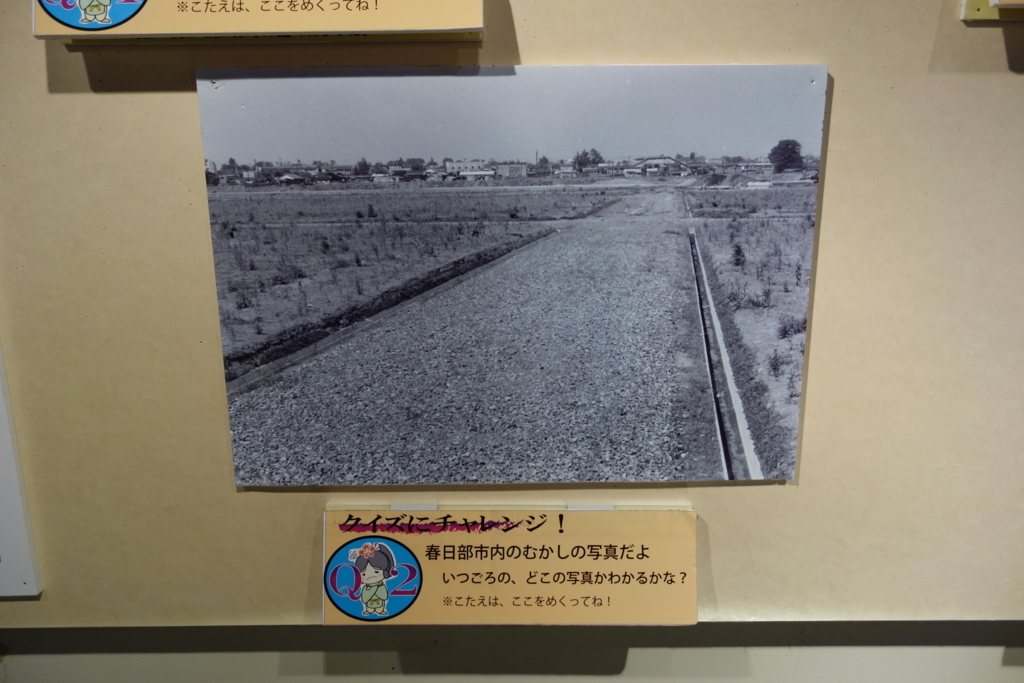 ※こたえは、ここをめくってね！
クイズにチャレンジ！
Q2
春日部市内のむかしの写真だよ
いつごろの、どこの写真かわかるかな？
※こたえは、ここをめくってね！